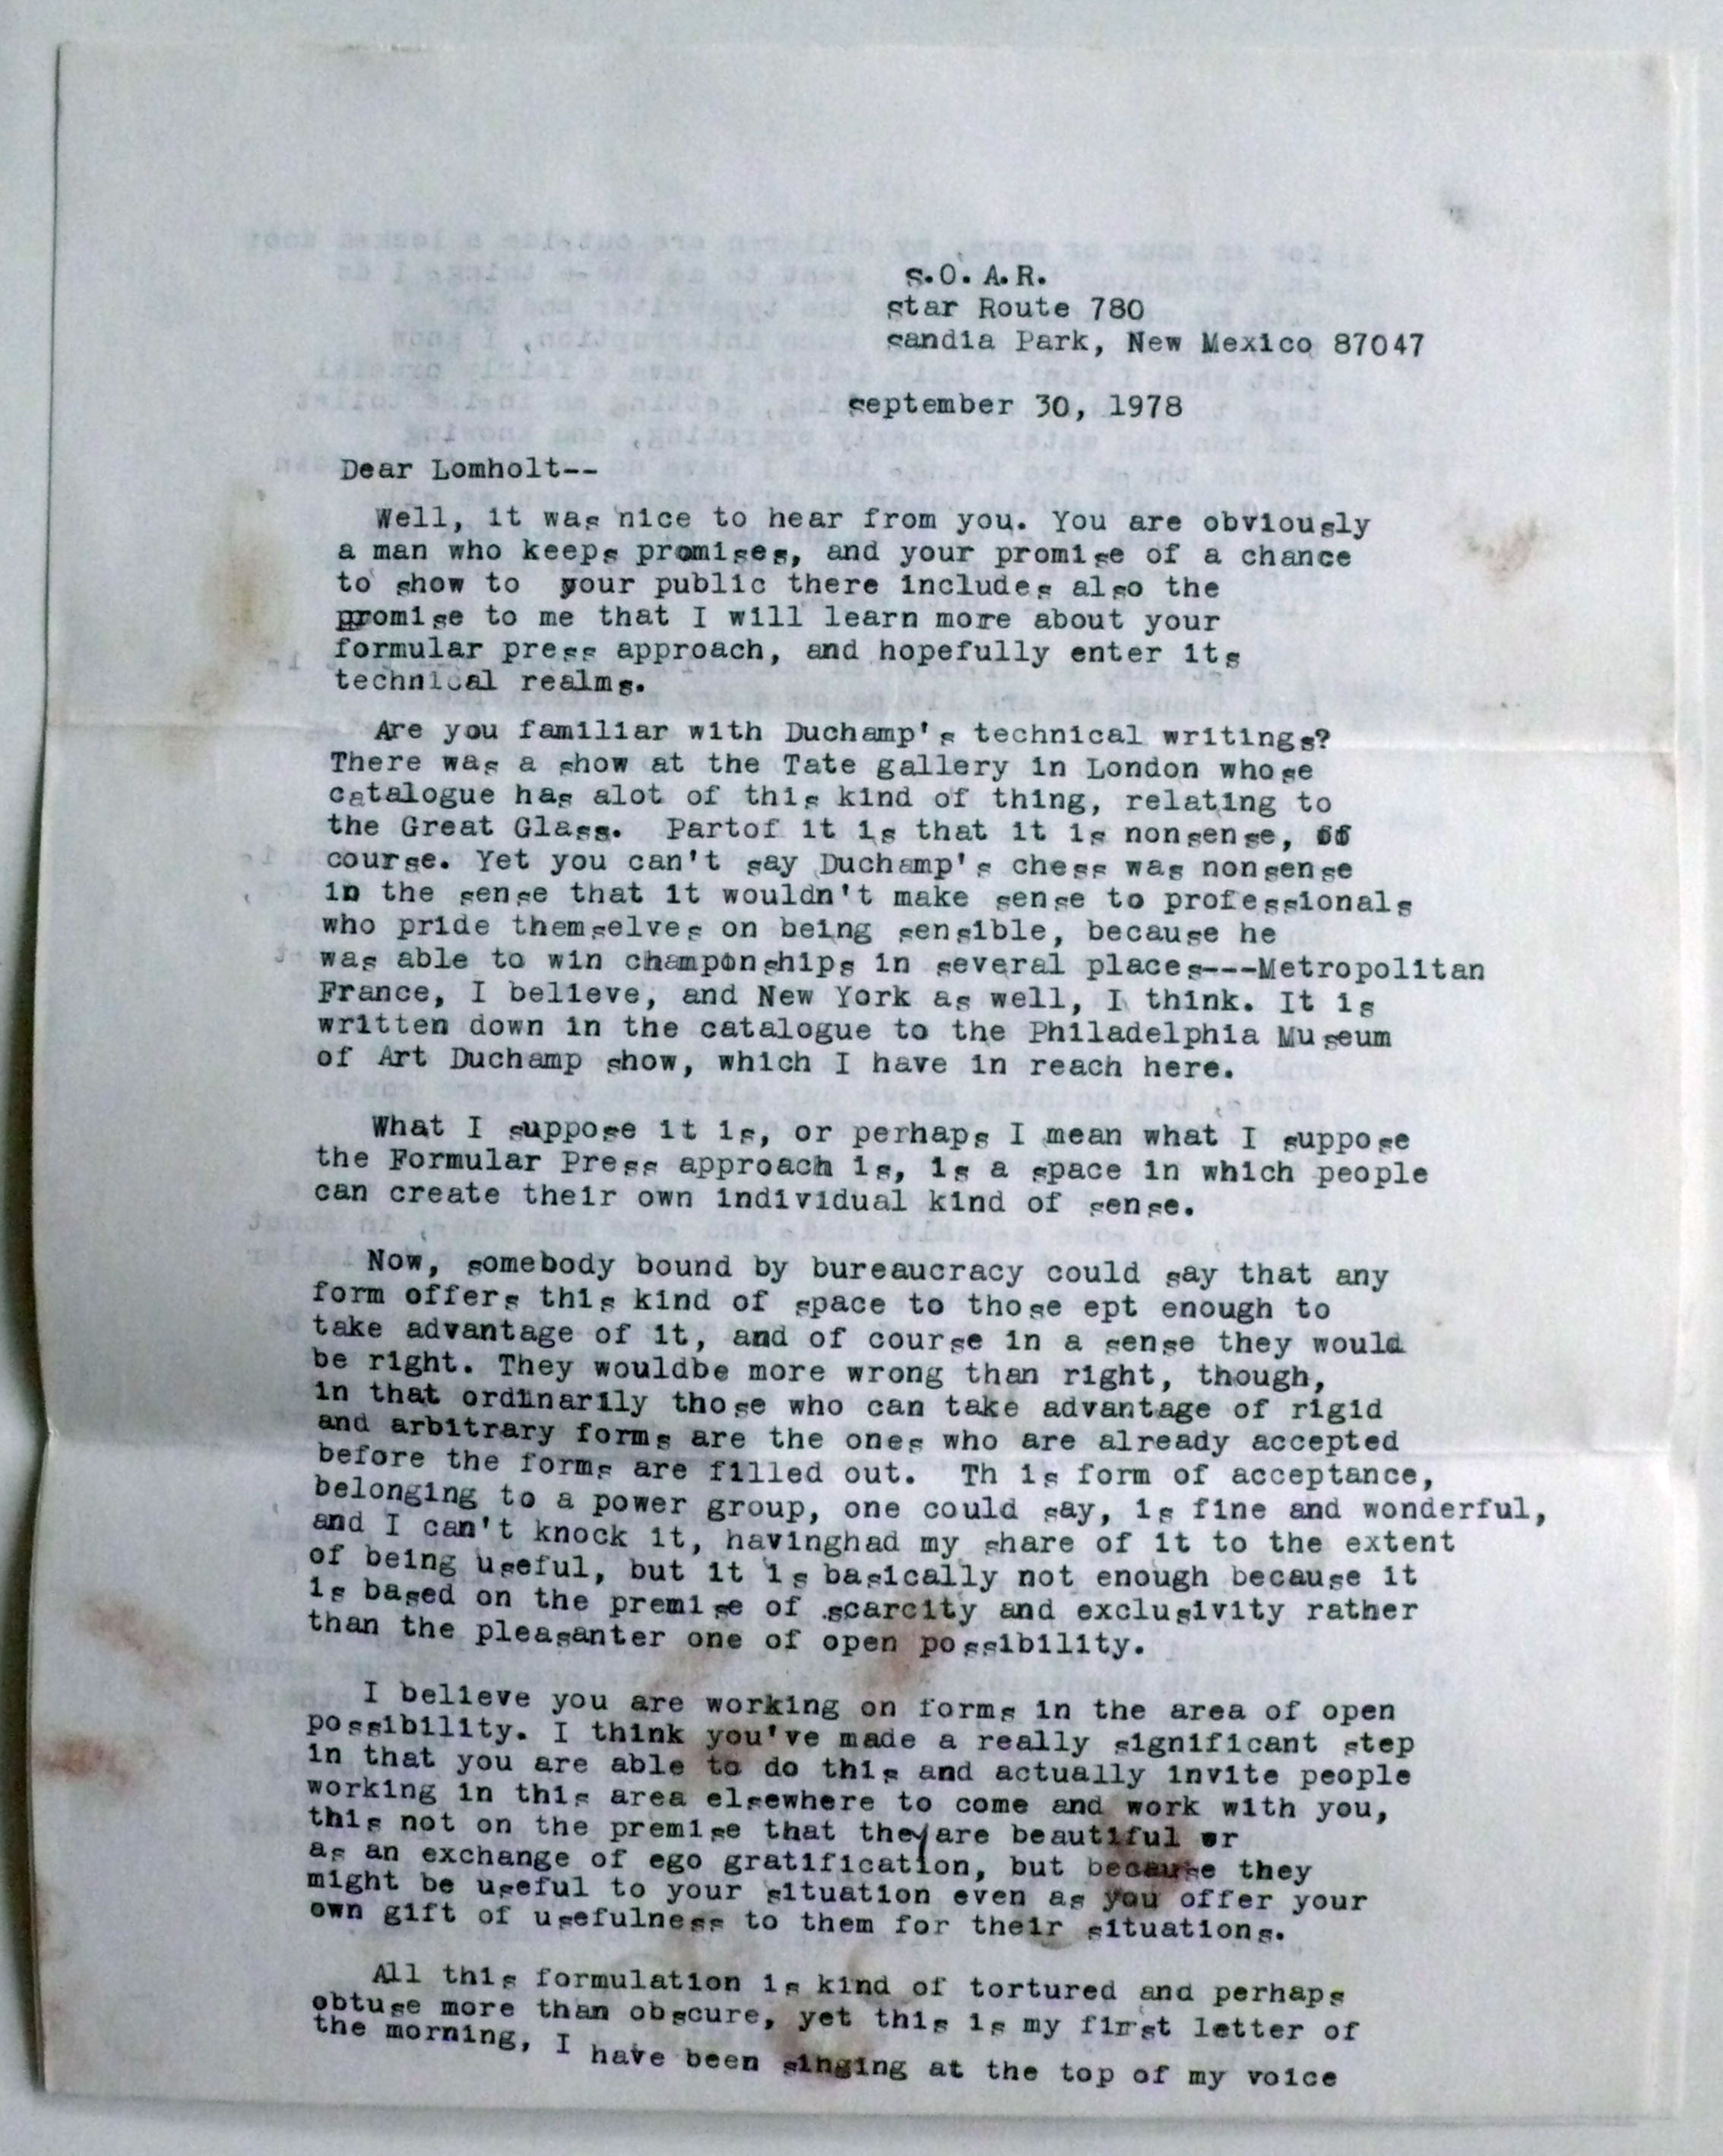 s.O.A.R.
star Route 780
sandia Park, New Mexico 87047
september 30, 1978
Dear Lomholt--
Well, it was nice to hear from you. You are obviously
a man who keeps promises, and your promise of a chance
to show to your public there includes also the
promise to me that I will learn more about your
formular press approach, and hopefully enter its
technical realms.
Are you familiar with Duchamp's technical writings?
There was a show at the Tate gallery in London whose
catalogue has alot of this kind of thing, relating to
the Great Glass. Partof it is that it is nonsense, of
course. Yet you can't say Duchamp's chess was nonsense
in the sense that it wouldn't make sense to professionals
who pride themselves on being sensible, because he
was able to win champonships in several places---Metropolitan
France, I believe, and New York as well, I think. It is
written down in the catalogue to the Philadelphia Museum
of Art Duchamp show, which I have in reach here.
What I suppose it is, or perhaps I mean what I suppose
the Formular Press approach is, is a space in which people
can create their own individual kind of sense.
Now, somebody bound by bureaucracy could say that any
form offers this kind of space to those ept enough to
take advantage of it, and of course in a sense they would
be right. They wouldbe more wrong than right, though,
in that ordinarily those who can take advantage of rigid
and arbitrary forms are the ones who are already accepted
before the forms are filled out. Th is form of acceptance,
belonging to a power group, one could say, is fine and wonderful,
and I can't knock it, havinghad my share of it to the extent
of being useful, but it is basically not enough because it
is based on the premise of scarcity and exclusivity rather
than the pleasanter one of open possibility.
I believe you are working on forms in the area of open
possibility. I think you've made a really significant step
in that you are able to do this and actually invite people
working in this area elsewhere to come and work with you,
this not on the premise that they are beautiful or
as an exchange of ego gratification, but because they
might be useful to your situation even as you offer your
own gift of usefulness to them for their situations.
All this formulation is kind of tortured and perhaps
obtuse more than obscure, yet this is my first letter of
the morning, I have been singing at the top of my voice